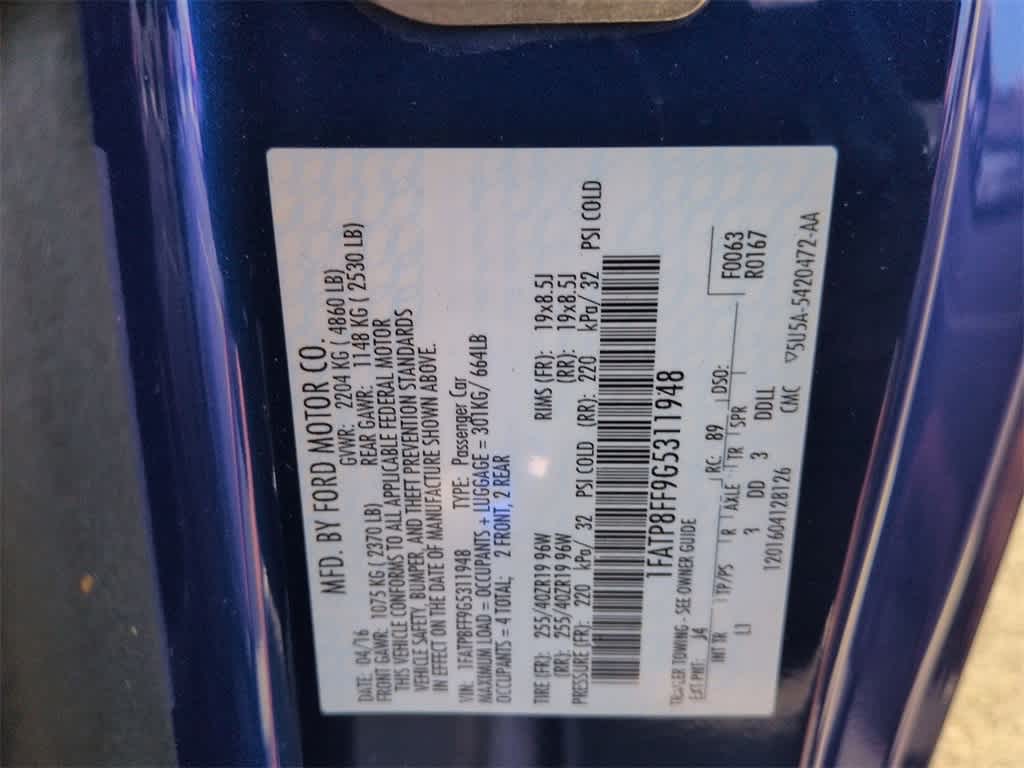 MFD. BY FORD MOTOR CO.
DATE: 04/16 GVWR: 2204 KG ( 4860 LB)
FRONT GAWR: 1075 KG ( 2370 LB) REAR GAWR: 1148 KG ( 2530 LB)
THIS VEHICLE CONFORMS TO ALL APPLICABLE FEDERAL MOTOR
VEHICLE SAFETY, BUMPER, AND THEFT PREVENTION STANDARDS
IN EFFECT ON THE DATE OF MANUFACTURE SHOWN ABOVE.
VIN: 1FATP8FF9G5311948 TYPE: Passenger Car
MAXIMUM LOAD = OCCUPANTS + LUGGAGE = 301KG/ 664LB
OCCUPANTS = 4 TOTAL; 2 FRONT, 2 REAR
TIRE (FR): 255/40ZR19 96W RIMS (FR): 19x8.5J
(RR): 255/40ZR19 96W (RR): 19x8.5J
PRESSURE (FR): 220 kPa/ 32 PSI COLD (RR): 220 kPa/ 32 PSI COLD
1FATP8FF9G5311948
TRAILER TOWING - SEE OWNER GUIDE F0063
EXT PNT: J4 RC: 89 DSO: R0167
INT TR TP/PS R AXLE TR SPR
LJ 3 DD 3 DDLL
1201604128126 CMC ▽5U5A-5420472-AA